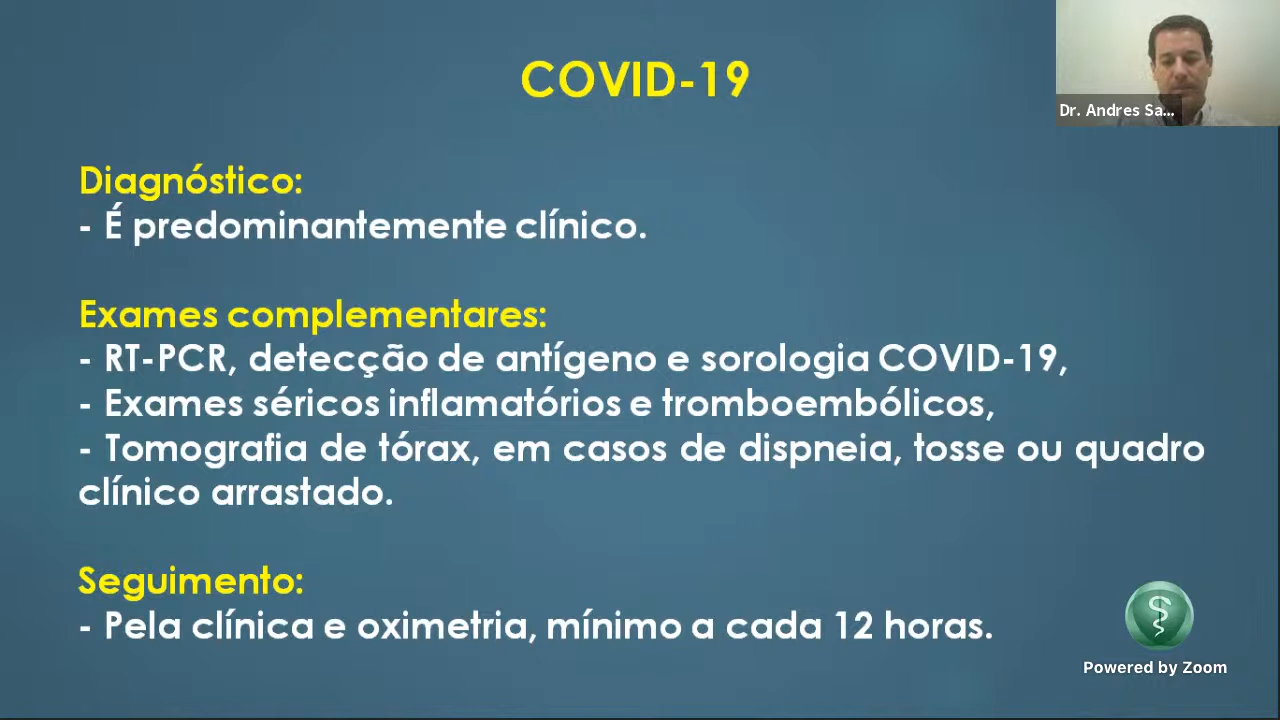 COVID-19
Dr. Andres Sa...
Diagnóstico:
- É predominantemente clínico.
Exames complementares:
- RT-PCR, detecção de antígeno e sorologia COVID-19,
- Exames séricos inflamatórios e tromboembólicos,
- Tomografia de tórax, em casos de dispneia, tosse ou quadro
clínico arrastado.
Seguimento:
- Pela clínica e oximetria, mínimo a cada 12 horas.
Powered by Zoom